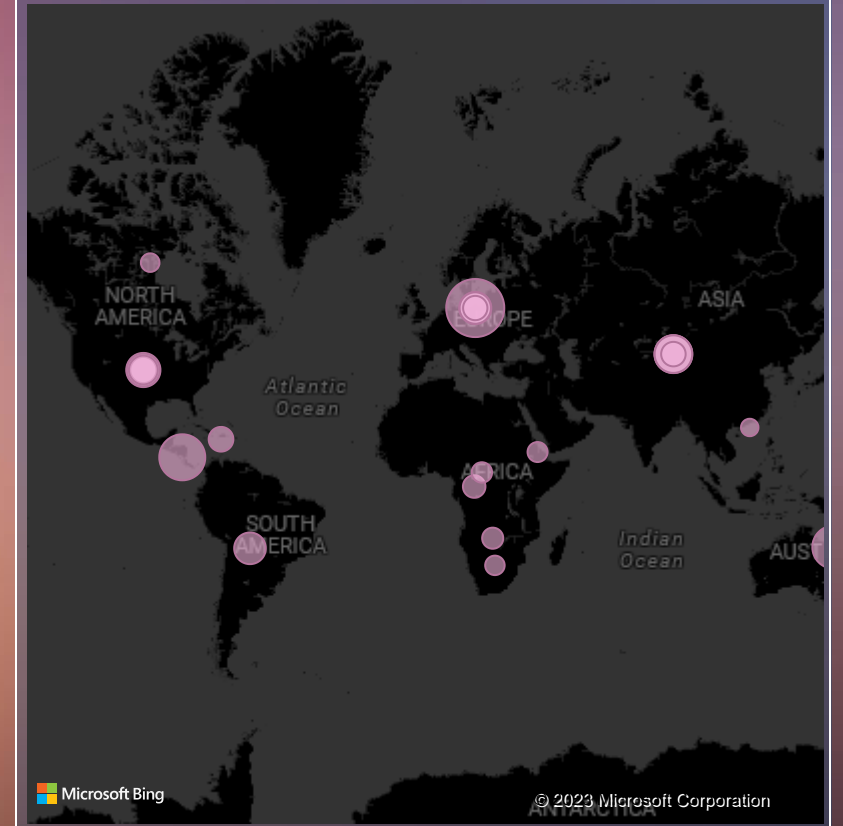 NORTH
AMERICA
EUROPE
ASIA
Atlantic
Ocean
AFRICA
SOUTH
AMERICA
Indian
Ocean
AUST
Microsoft Bing
© 2023 Microsoft Corporation
ANTARCTICA